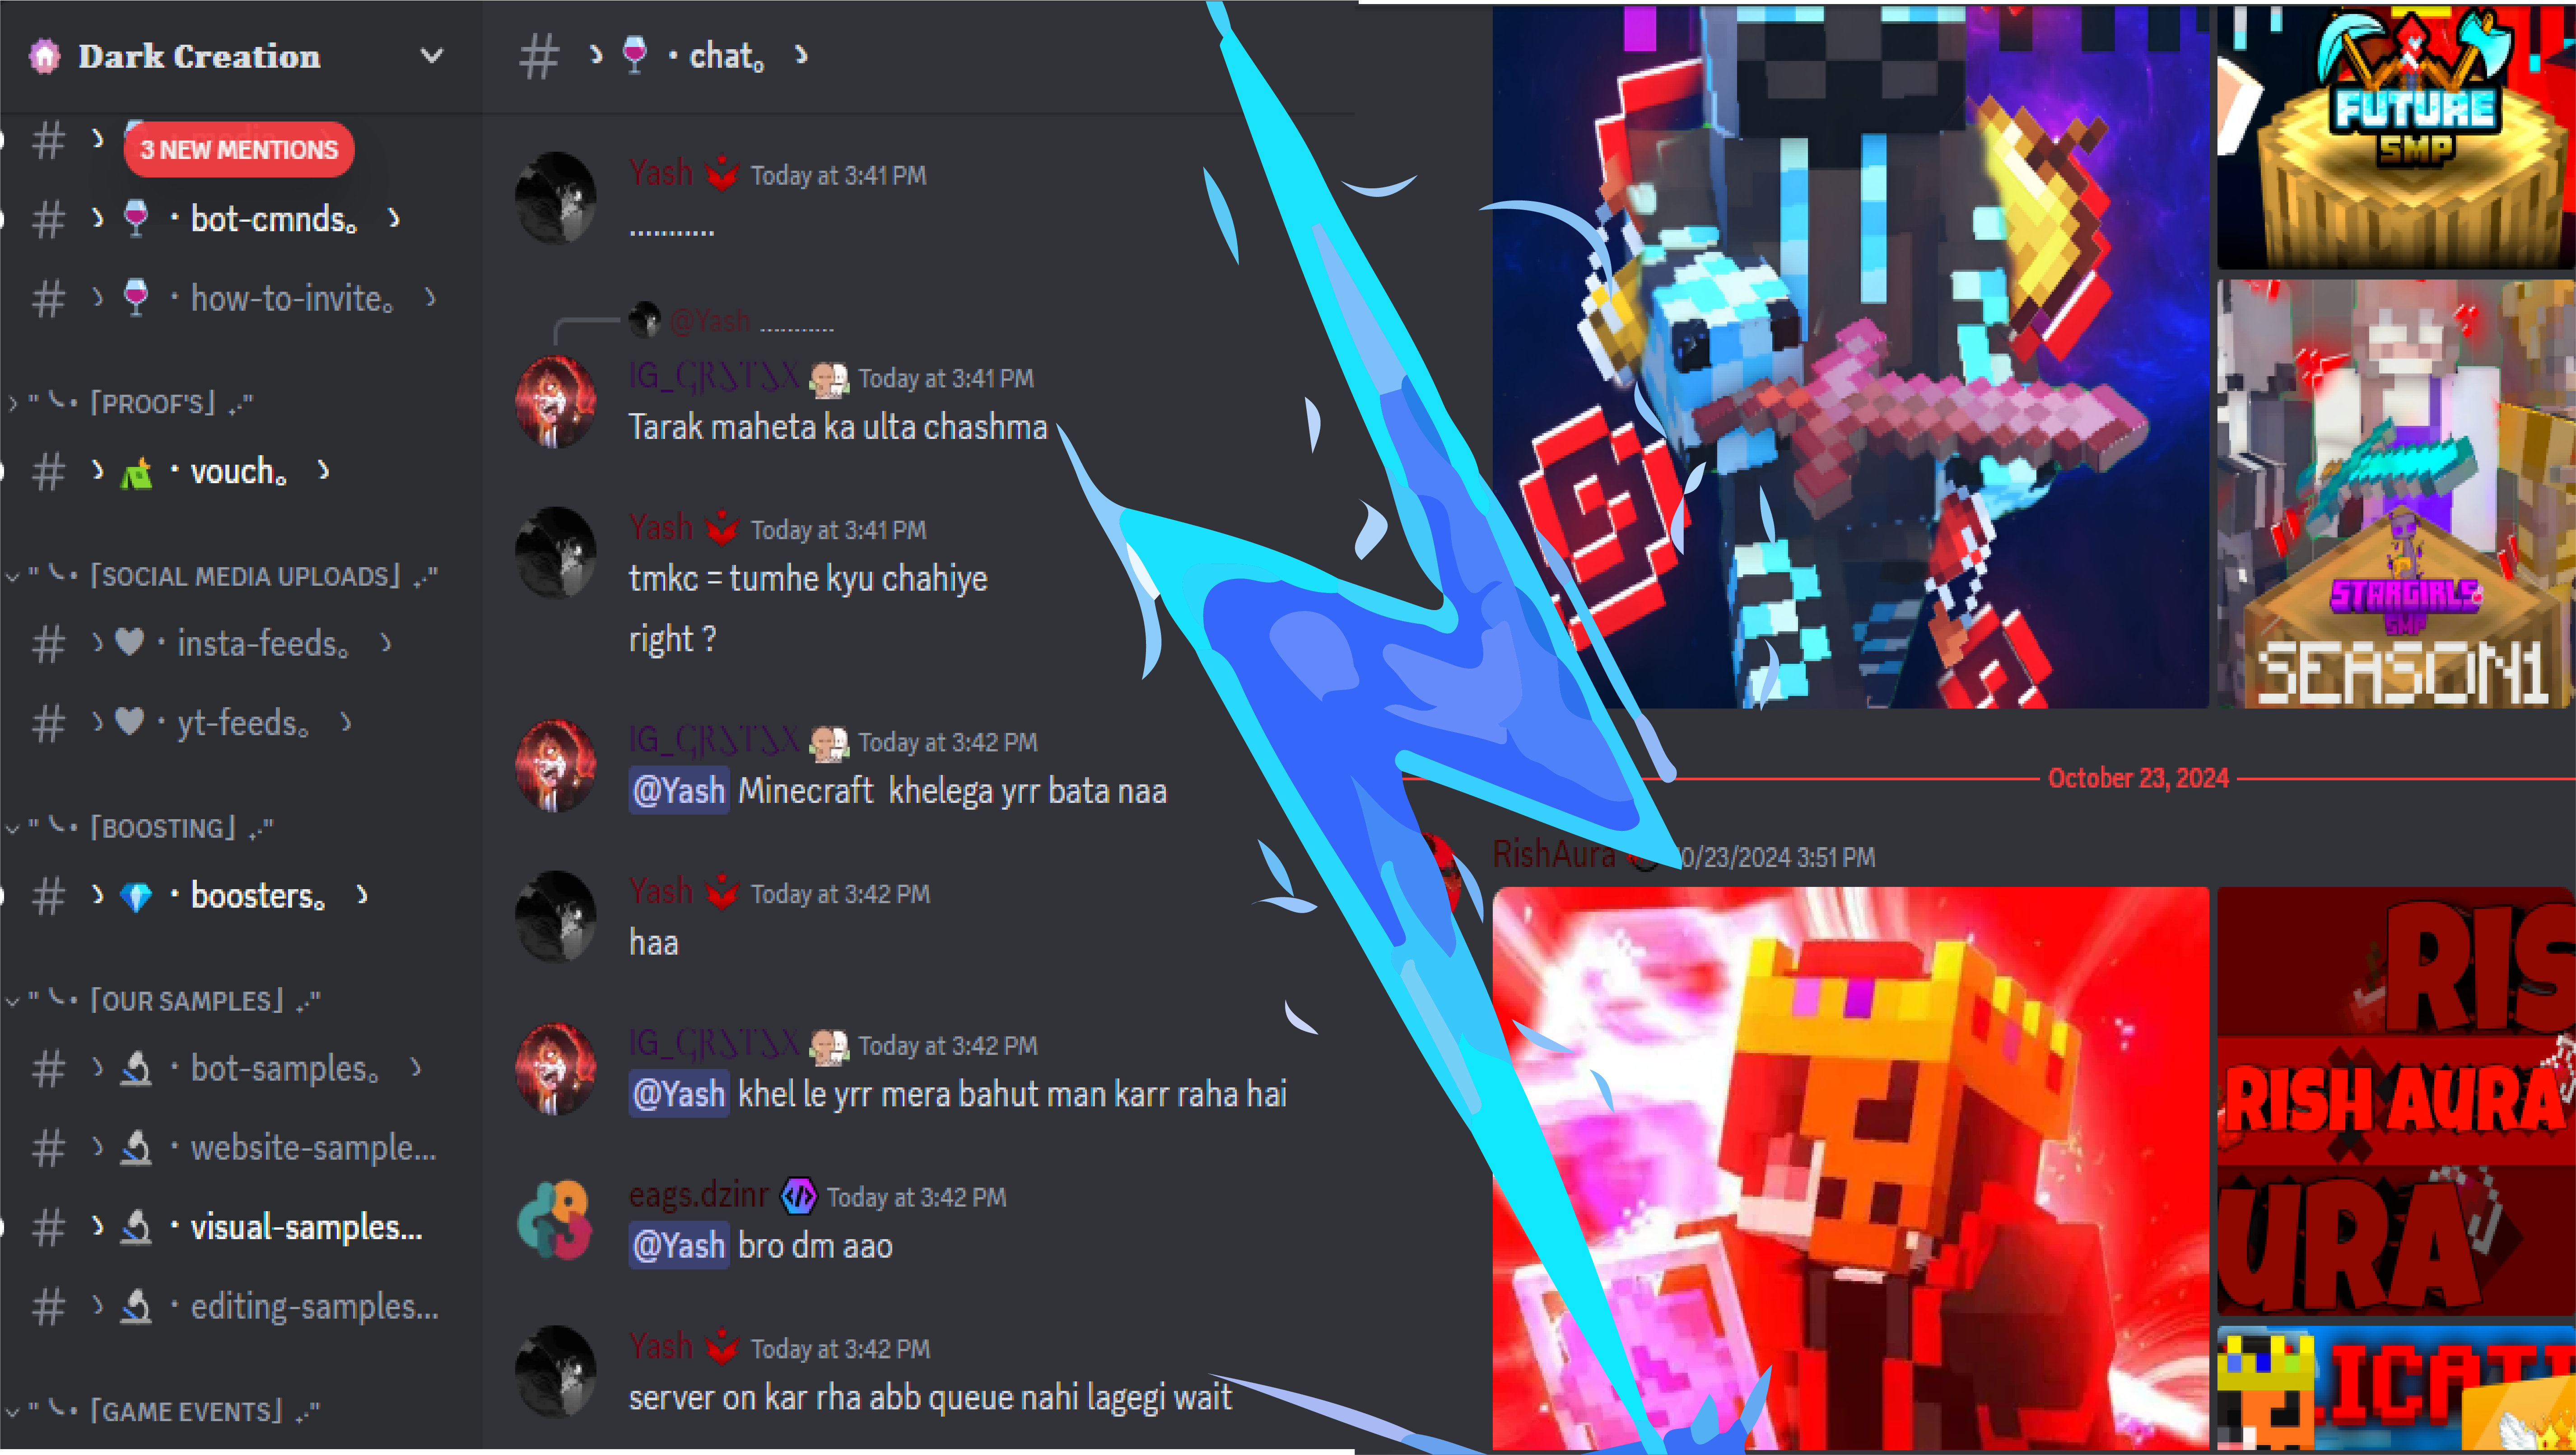 Dark Creation
3 NEW MENTIONS
# bot-cmnds。
# how-to-invite。
「PROOF'S」
# vouch。
「SOCIAL MEDIA UPLOADS」
# insta-feeds。
# yt-feeds。
「BOOSTING」
# boosters。
「OUR SAMPLES」
# bot-samples。
# website-sample...
# visual-samples...
# editing-samples...
「GAME EVENTS」
# chat。
Yash Today at 3:41 PM
...........
@Yash ...........
Today at 3:41 PM
Tarak maheta ka ulta chashma
Yash Today at 3:41 PM
tmkc = tumhe kyu chahiye
right ?
Today at 3:42 PM
@Yash Minecraft khelega yrr bata naa
Yash Today at 3:42 PM
haa
Today at 3:42 PM
@Yash khel le yrr mera bahut man karr raha hai
eags.dzinr Today at 3:42 PM
@Yash bro dm aao
Yash Today at 3:42 PM
server on kar rha abb queue nahi lagegi wait
FUTURE
SMP
STARGIRLS
SMP
SEASON 1
October 23, 2024
RishAura 0/23/2024 3:51 PM
RIS
RISH AURA
URA
ICATI